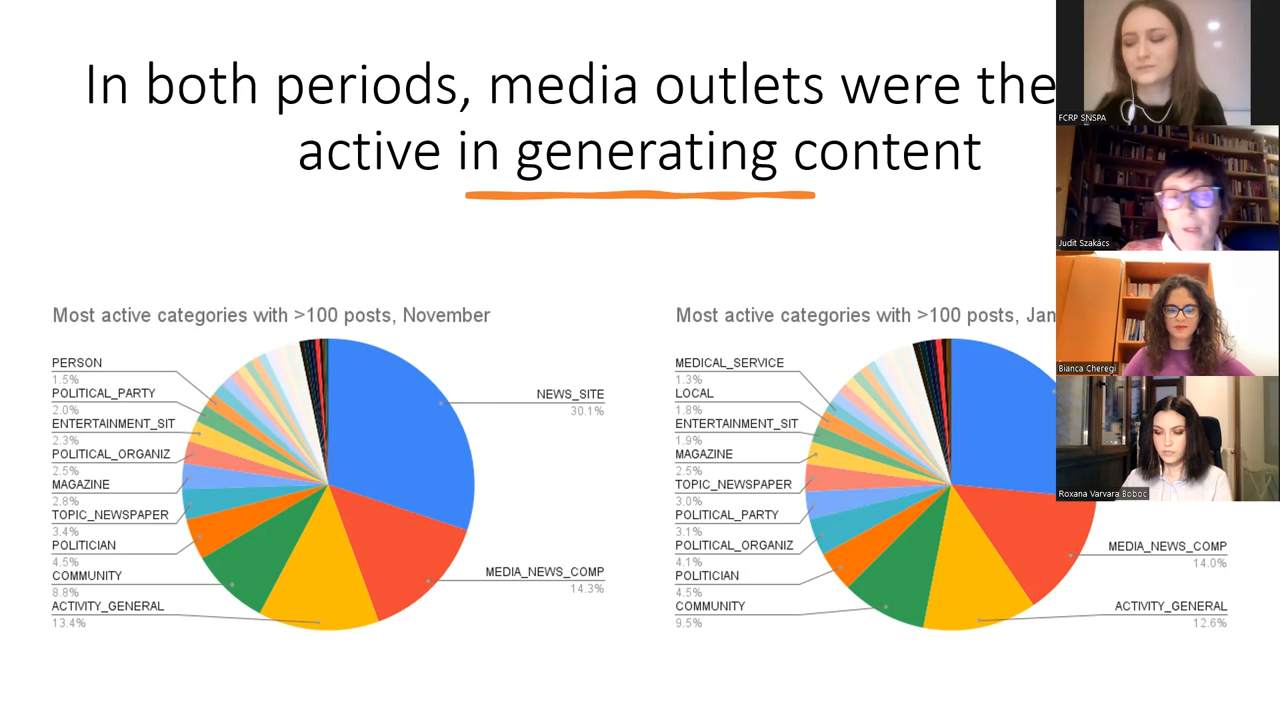 In both periods, media outlets were the
active in generating content
Most active categories with >100 posts, November
PERSON
1.5%
POLITICAL_PARTY
2.0%
ENTERTAINMENT_SIT
2.3%
POLITICAL_ORGANIZ
2.5%
MAGAZINE
2.8%
TOPIC_NEWSPAPER
3.4%
POLITICIAN
4.5%
COMMUNITY
8.8%
ACTIVITY_GENERAL
13.4%
NEWS_SITE
30.1%
MEDIA_NEWS_COMP
14.3%
Most active categories with >100 posts, Jan
MEDICAL_SERVICE
1.3%
LOCAL
1.8%
ENTERTAINMENT_SIT
1.9%
MAGAZINE
2.5%
TOPIC_NEWSPAPER
3.0%
POLITICAL_PARTY
3.1%
POLITICAL_ORGANIZ
4.1%
POLITICIAN
4.5%
COMMUNITY
9.5%
MEDIA_NEWS_COMP
14.0%
ACTIVITY_GENERAL
12.6%
FCRP SNSPA
Judit Szakács
Bianca Cheregi
Roxana Varvara Boboc